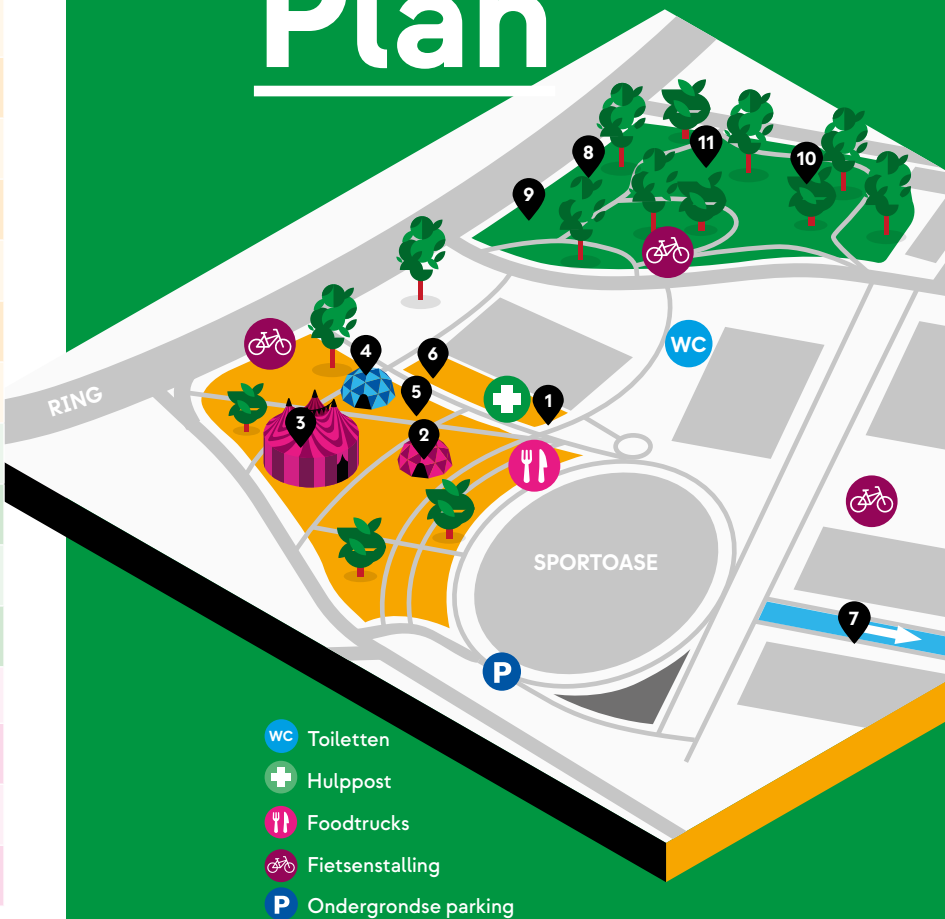 Plan
11
8
10
9
WC
4
6
RING
5
1
3
2
SPORTOASE
7
P
WC Toiletten
Hulppost
Foodtrucks
Fietsenstalling
P Ondergrondse parking